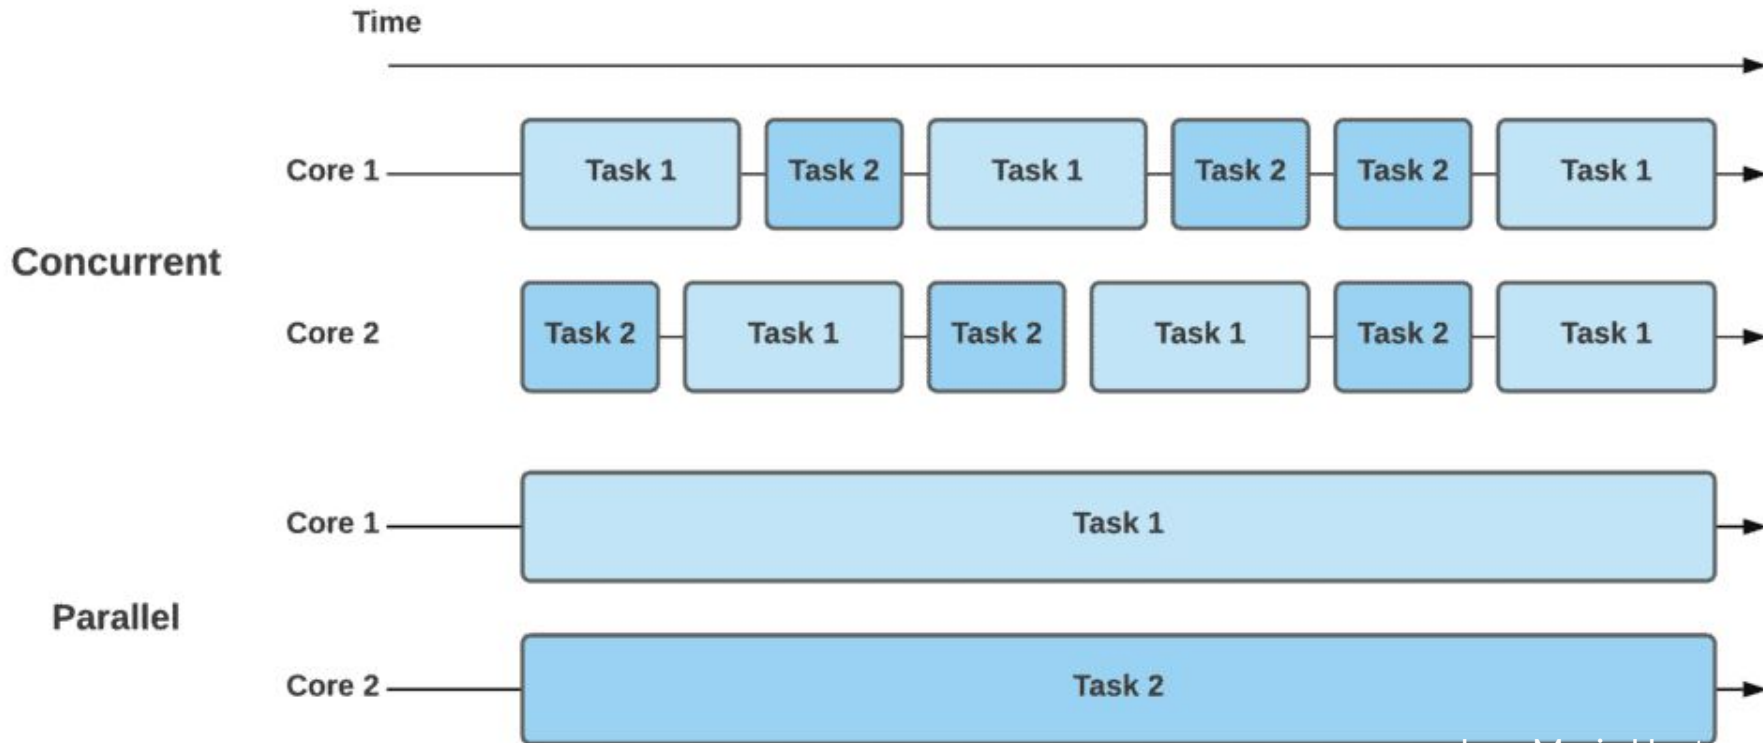 Time
Core 1 Task 1 Task 2 Task 1 Task 2 Task 2 Task 1
Concurrent
Core 2 Task 2 Task 1 Task 2 Task 1 Task 2 Task 1
Core 1 Task 1
Parallel
Core 2 Task 2